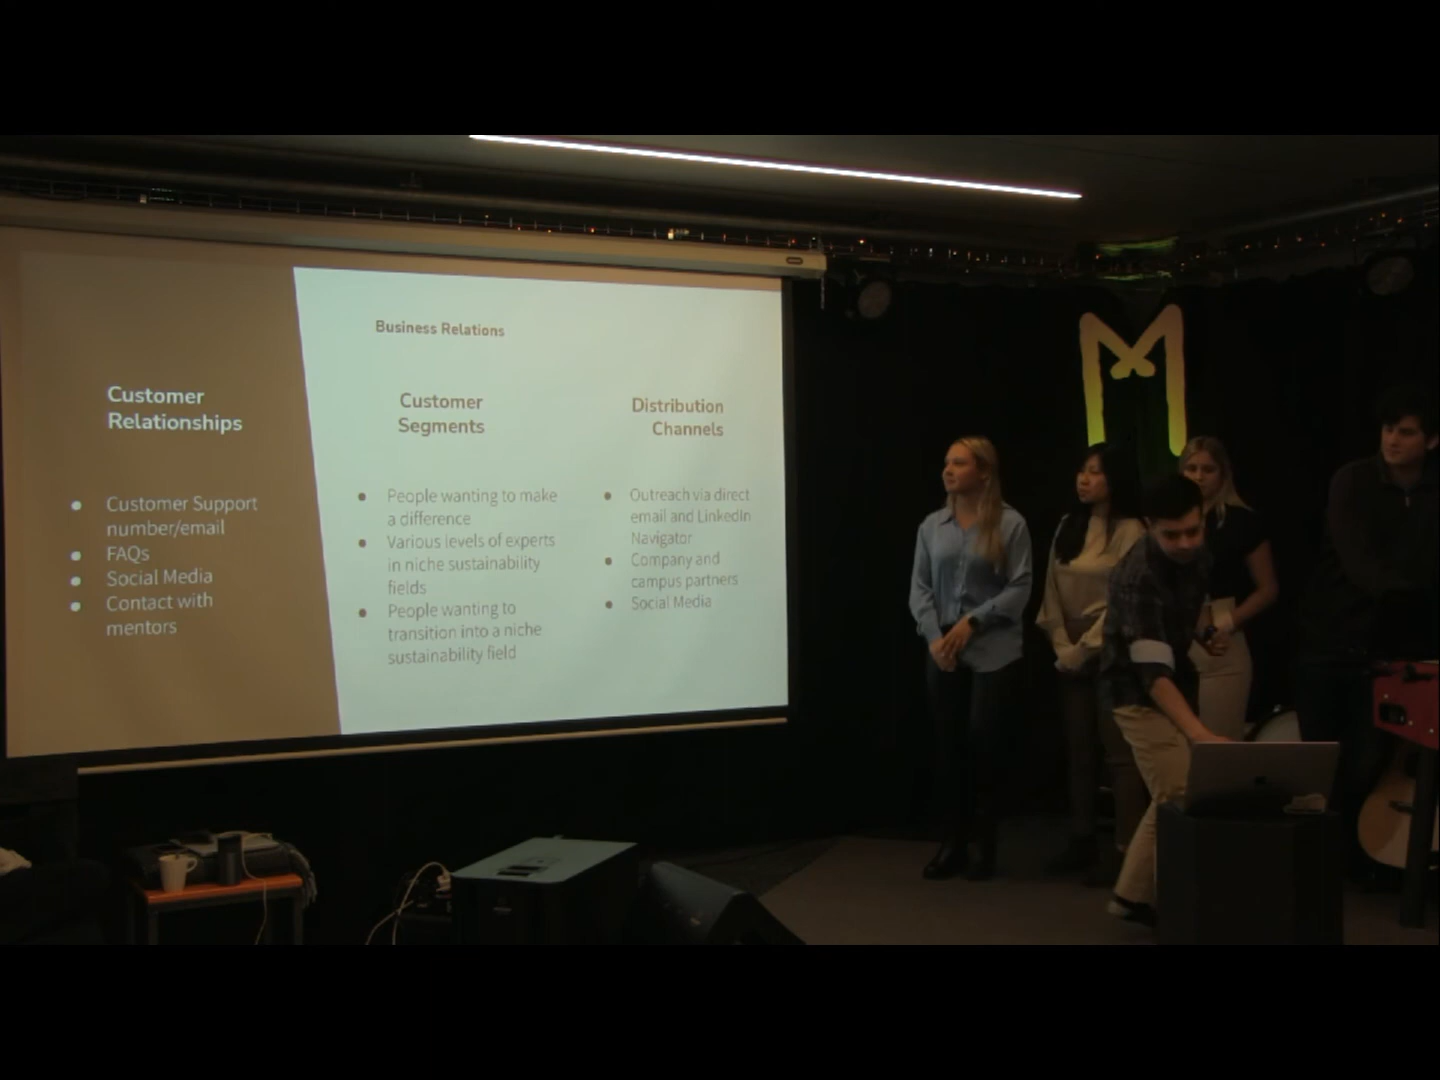 Business Relations
Customer
Relationships
Customer Support
number/email
FAQs
Social Media
Contact with
mentors
Customer
Segments
People wanting to make
a difference
Various levels of experts
in niche sustainability
fields
People wanting to
transition into a niche
sustainability field
Distribution
Channels
Outreach via direct
email and LinkedIn
Navigator
Company and
campus partners
Social Media